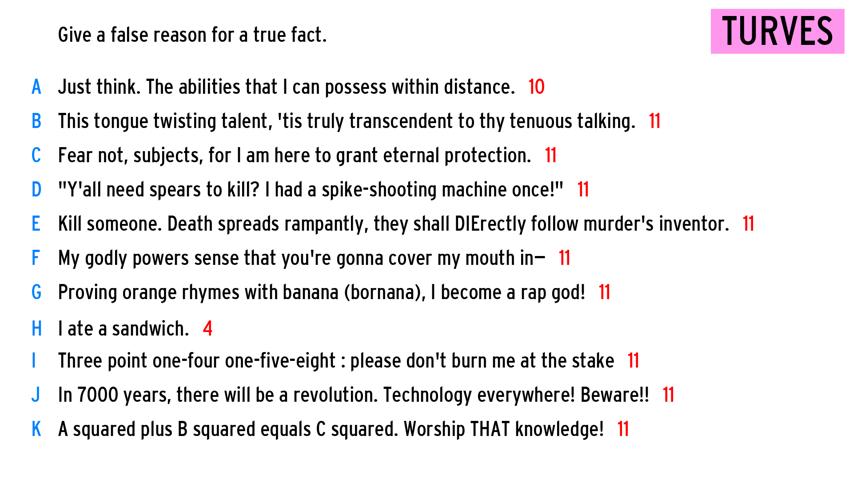 Give a false reason for a true fact.
TURVES
A Just think. The abilities that I can possess within distance. 10
B This tongue twisting talent, 'tis truly transcendent to thy tenuous talking. 11
C Fear not, subjects, for I am here to grant eternal protection. 11
D "Y'all need spears to kill? I had a spike-shooting machine once!" 11
E Kill someone. Death spreads rampantly, they shall DIErectly follow murder's inventor. 11
F My godly powers sense that you're gonna cover my mouth in— 11
G Proving orange rhymes with banana (bornana), I become a rap god! 11
H I ate a sandwich. 4
I Three point one-four one-five-eight : please don't burn me at the stake 11
J In 7000 years, there will be a revolution. Technology everywhere! Beware!! 11
K A squared plus B squared equals C squared. Worship THAT knowledge! 11